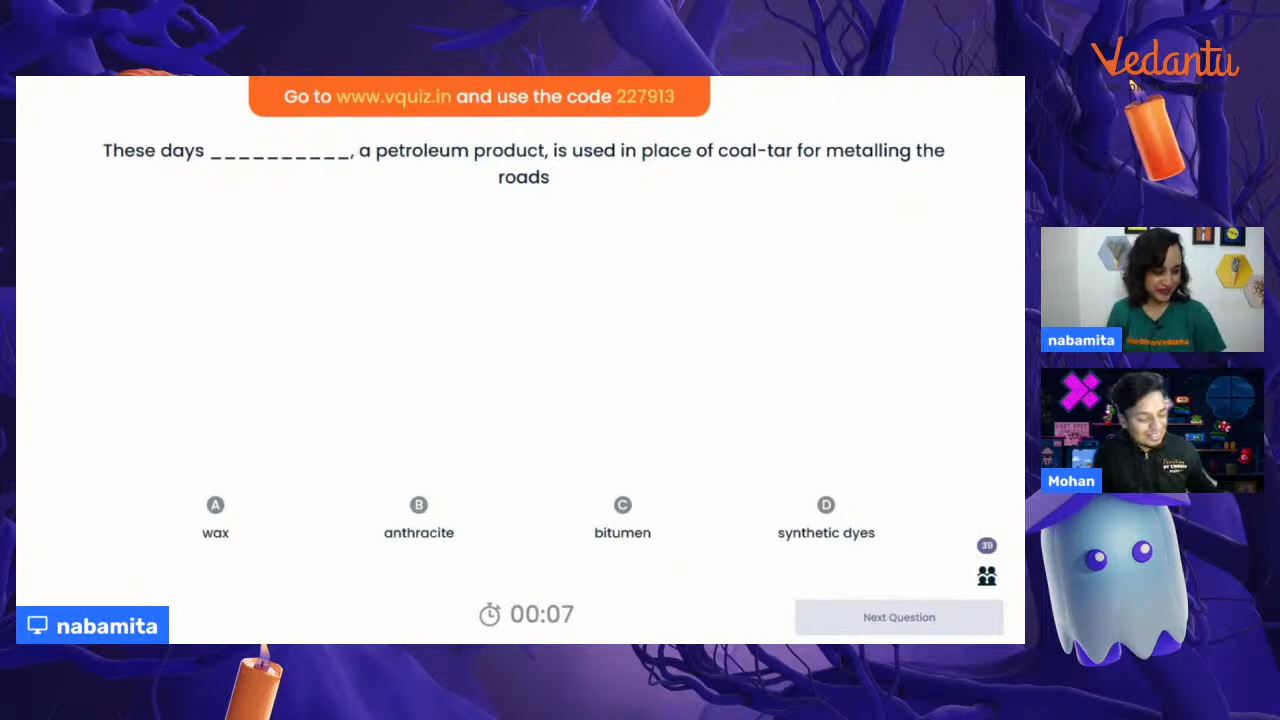 Vedantu
Go to www.vquiz.in and use the code 227913
These days __________, a petroleum product, is used in place of coal-tar for metalling the
roads
nabamita
Mohan
A
B
C
D
wax
anthracite
bitumen
synthetic dyes
39
00:07
Next Question
nabamita